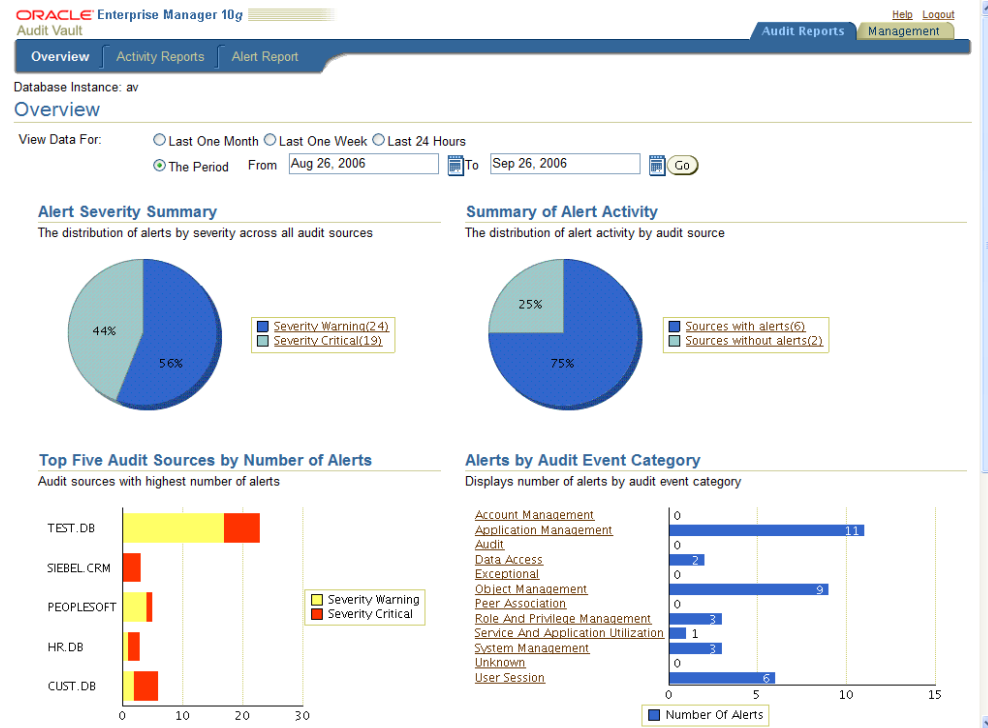 ORACLE Enterprise Manager 10g
Audit Vault
Help Logout
Audit Reports Management
Overview Activity Reports Alert Report
Database Instance: av
Overview
View Data For: Last One Month Last One Week Last 24 Hours
The Period From Aug 26, 2006 To Sep 26, 2006 Go
Alert Severity Summary
The distribution of alerts by severity across all audit sources
44%
56%
Severity Warning(24)
Severity Critical(19)
Summary of Alert Activity
The distribution of alert activity by audit source
25%
75%
Sources with alerts(6)
Sources without alerts(2)
Top Five Audit Sources by Number of Alerts
Audit sources with highest number of alerts
TEST.DB
SIEBEL.CRM
PEOPLESOFT
HR.DB
CUST.DB
0 10 20 30
Severity Warning
Severity Critical
Alerts by Audit Event Category
Displays number of alerts by audit event category
Account Management 0
Application Management 11
Audit 0
Data Access 2
Exceptional 0
Object Management 9
Peer Association 0
Role And Privilege Management 3
Service And Application Utilization 1
System Management 3
Unknown 0
User Session 6
0 5 10 15
Number Of Alerts